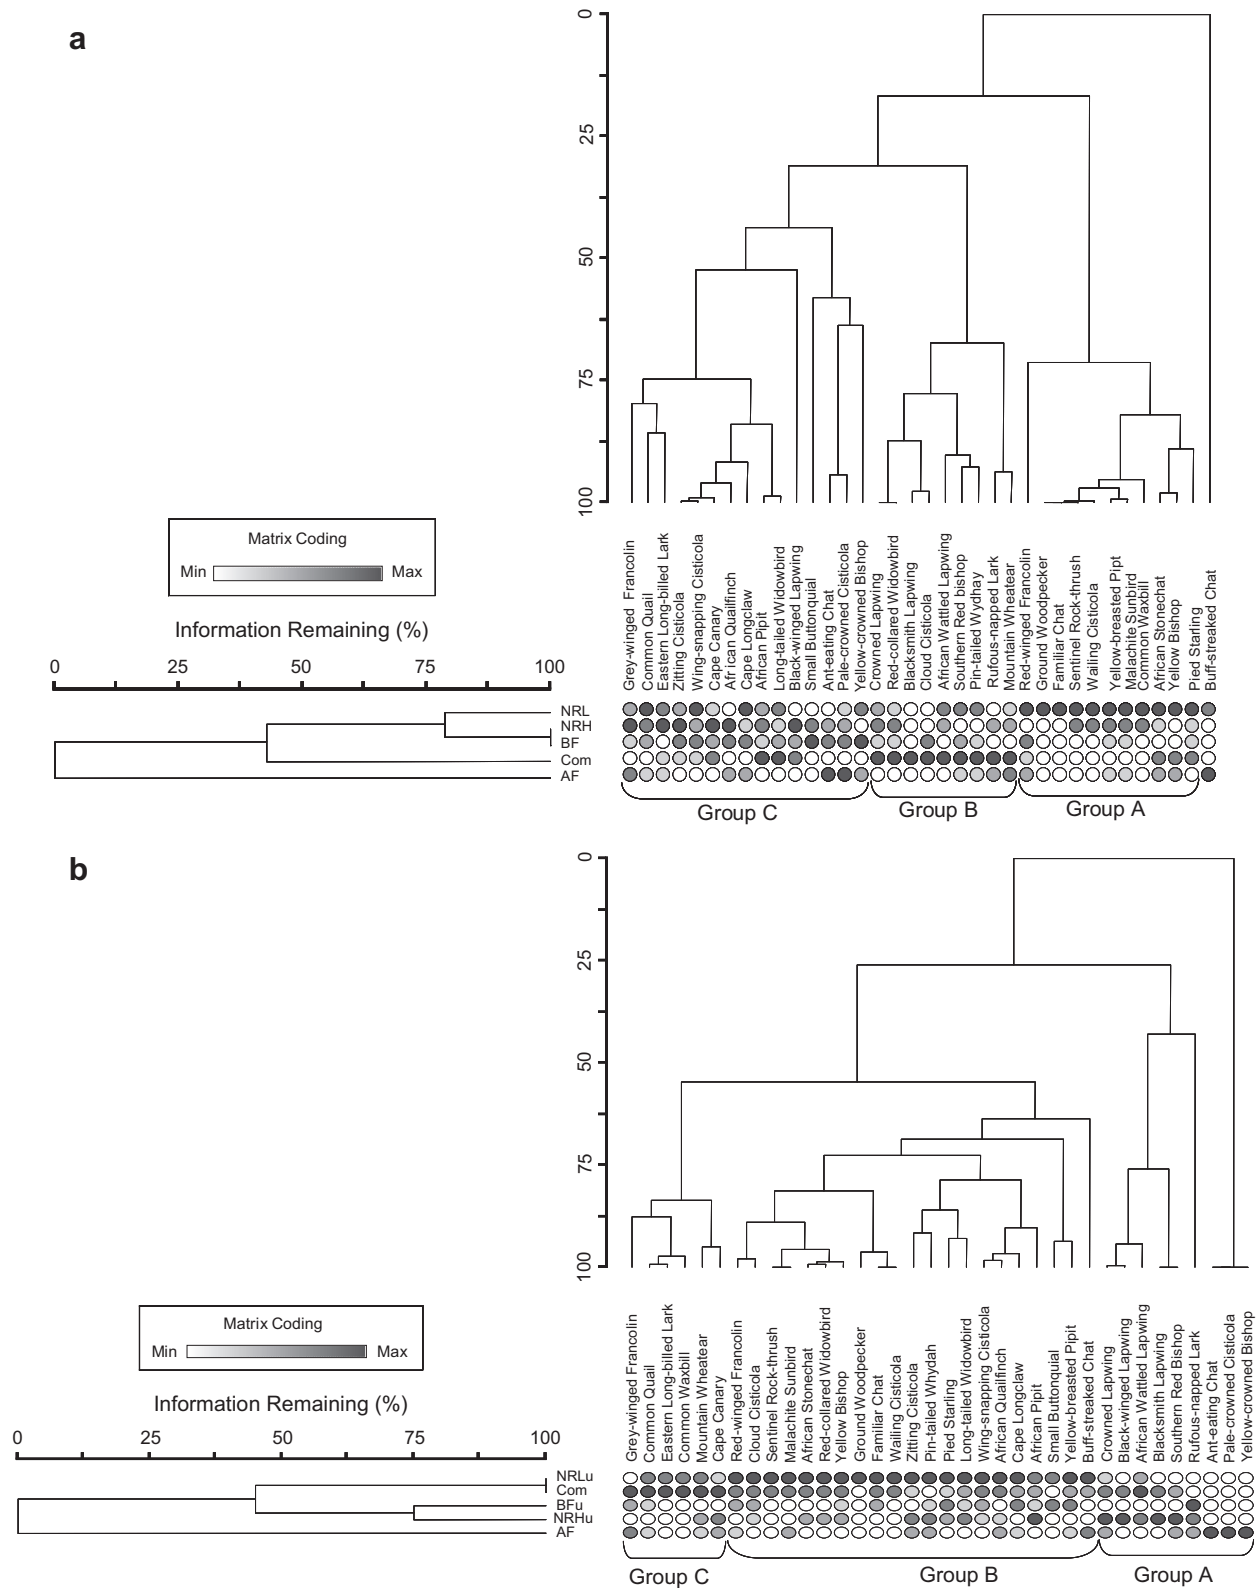 a
0
25
50
75
100
Matrix Coding
Min Max
Information Remaining (%)
0 25 50 75 100
Grey-winged Francolin
Common Quail
Eastern Long-billed Lark
Zitting Cisticola
Wing-snapping Cisticola
Cape Canary
African Quailfinch
Cape Longclaw
African Pipit
Long-tailed Widowbird
Black-winged Lapwing
Small Buttonquial
Ant-eating Chat
Pale-crowned Cisticola
Yellow-crowned Bishop
Crowned Lapwing
Red-collared Widowbird
Blacksmith Lapwing
Cloud Cisticola
African Wattled Lapwing
Southern Red bishop
Pin-tailed Wydhay
Rufous-napped Lark
Mountain Wheatear
Red-winged Francolin
Ground Woodpecker
Familiar Chat
Sentinel Rock-thrush
Wailing Cisticola
Yellow-breasted Pipt
Malachite Sunbird
Common Waxbill
African Stonechat
Yellow Bishop
Pied Starling
Buff-streaked Chat
NRL
NRH
BF
Com
AF
Group C Group B Group A
b
0
25
50
75
100
Matrix Coding
Min Max
Information Remaining (%)
0 25 50 75 100
Grey-winged Francolin
Common Quail
Eastern Long-billed Lark
Common Waxbill
Mountain Wheatear
Cape Canary
Red-winged Francolin
Cloud Cisticola
Sentinel Rock-thrush
Malachite Sunbird
African Stonechat
Red-collared Widowbird
Yellow Bishop
Ground Woodpecker
Familiar Chat
Wailing Cisticola
Zitting Cisticola
Pin-tailed Whydah
Pied Starling
Long-tailed Widowbird
Wing-snapping Cisticola
African Quailfinch
Cape Longclaw
African Pipit
Small Buttonquial
Yellow-breasted Pipit
Buff-streaked Chat
Crowned Lapwing
Black-winged Lapwing
African Wattled Lapwing
Blacksmith Lapwing
Southern Red Bishop
Rufous-napped Lark
Ant-eating Chat
Pale-crowned Cisticola
Yellow-crowned Bishop
NRLu
Com
BFu
NRHu
AF
Group C Group B Group A